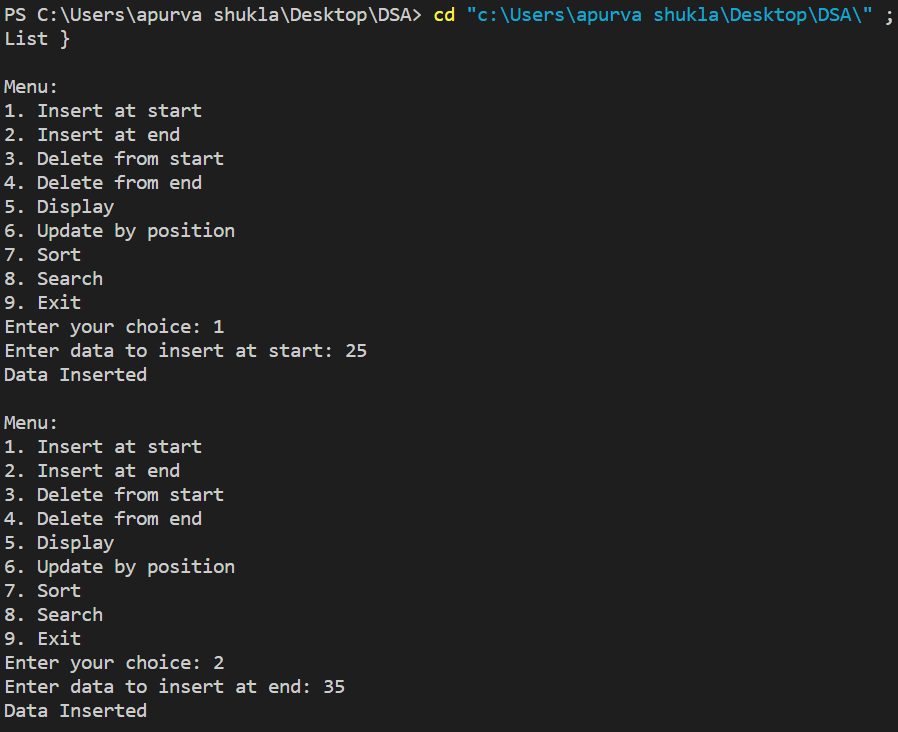 PS C:\Users\apurva shukla\Desktop\DSA> cd "c:\Users\apurva shukla\Desktop\DSA\" ;
List }
Menu:
1. Insert at start
2. Insert at end
3. Delete from start
4. Delete from end
5. Display
6. Update by position
7. Sort
8. Search
9. Exit
Enter your choice: 1
Enter data to insert at start: 25
Data Inserted
Menu:
1. Insert at start
2. Insert at end
3. Delete from start
4. Delete from end
5. Display
6. Update by position
7. Sort
8. Search
9. Exit
Enter your choice: 2
Enter data to insert at end: 35
Data Inserted